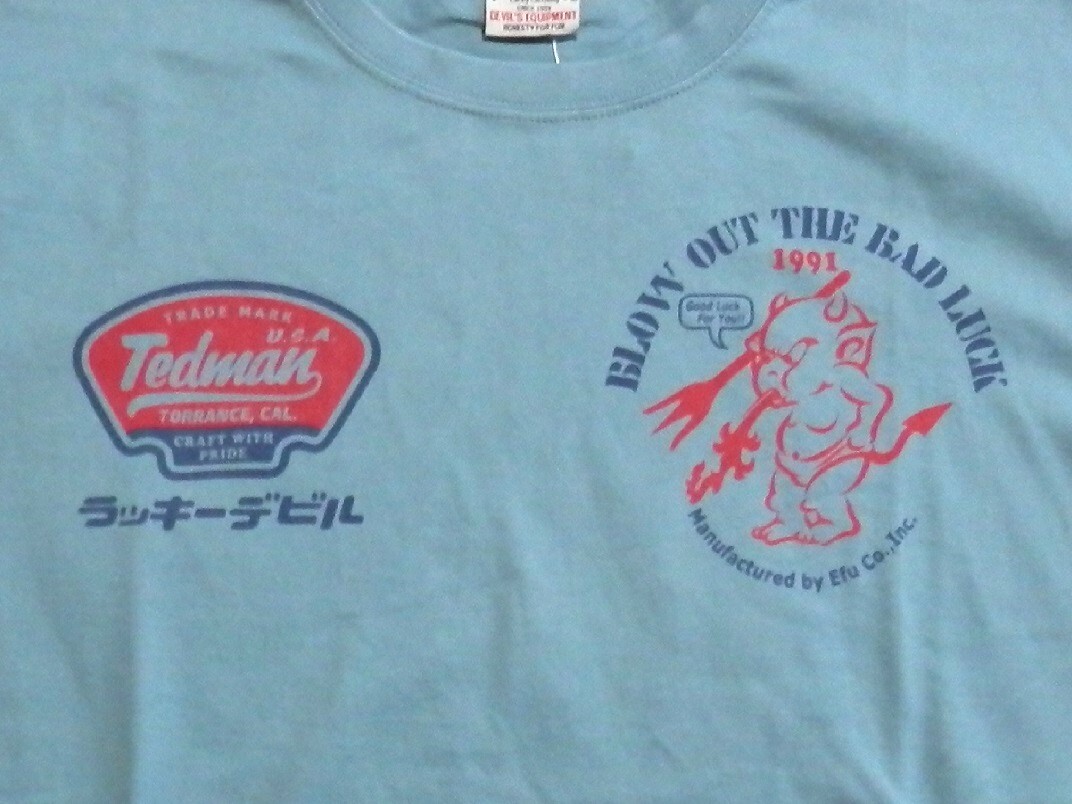 DEVIL'S EQUIPMENT
TRADE MARK
U.S.A.
Tedman
TORRANCE, CAL.
CRAFT WITH
PRIDE
ラッキーデビル
BLOW OUT THE BAD LUCK
1991
Good Luck
For You!!
Manufactured by Efu Co.,Inc.